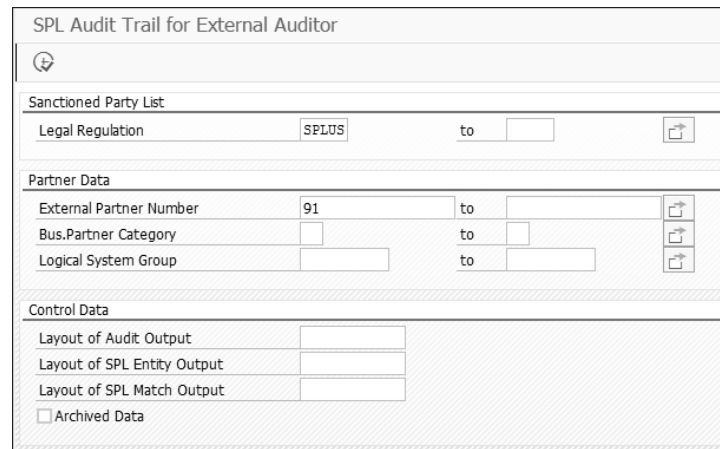 SPL Audit Trail for External Auditor
Sanctioned Party List
Legal Regulation SPLUS to
Partner Data
External Partner Number 91 to
Bus.Partner Category to
Logical System Group to
Control Data
Layout of Audit Output
Layout of SPL Entity Output
Layout of SPL Match Output
Archived Data